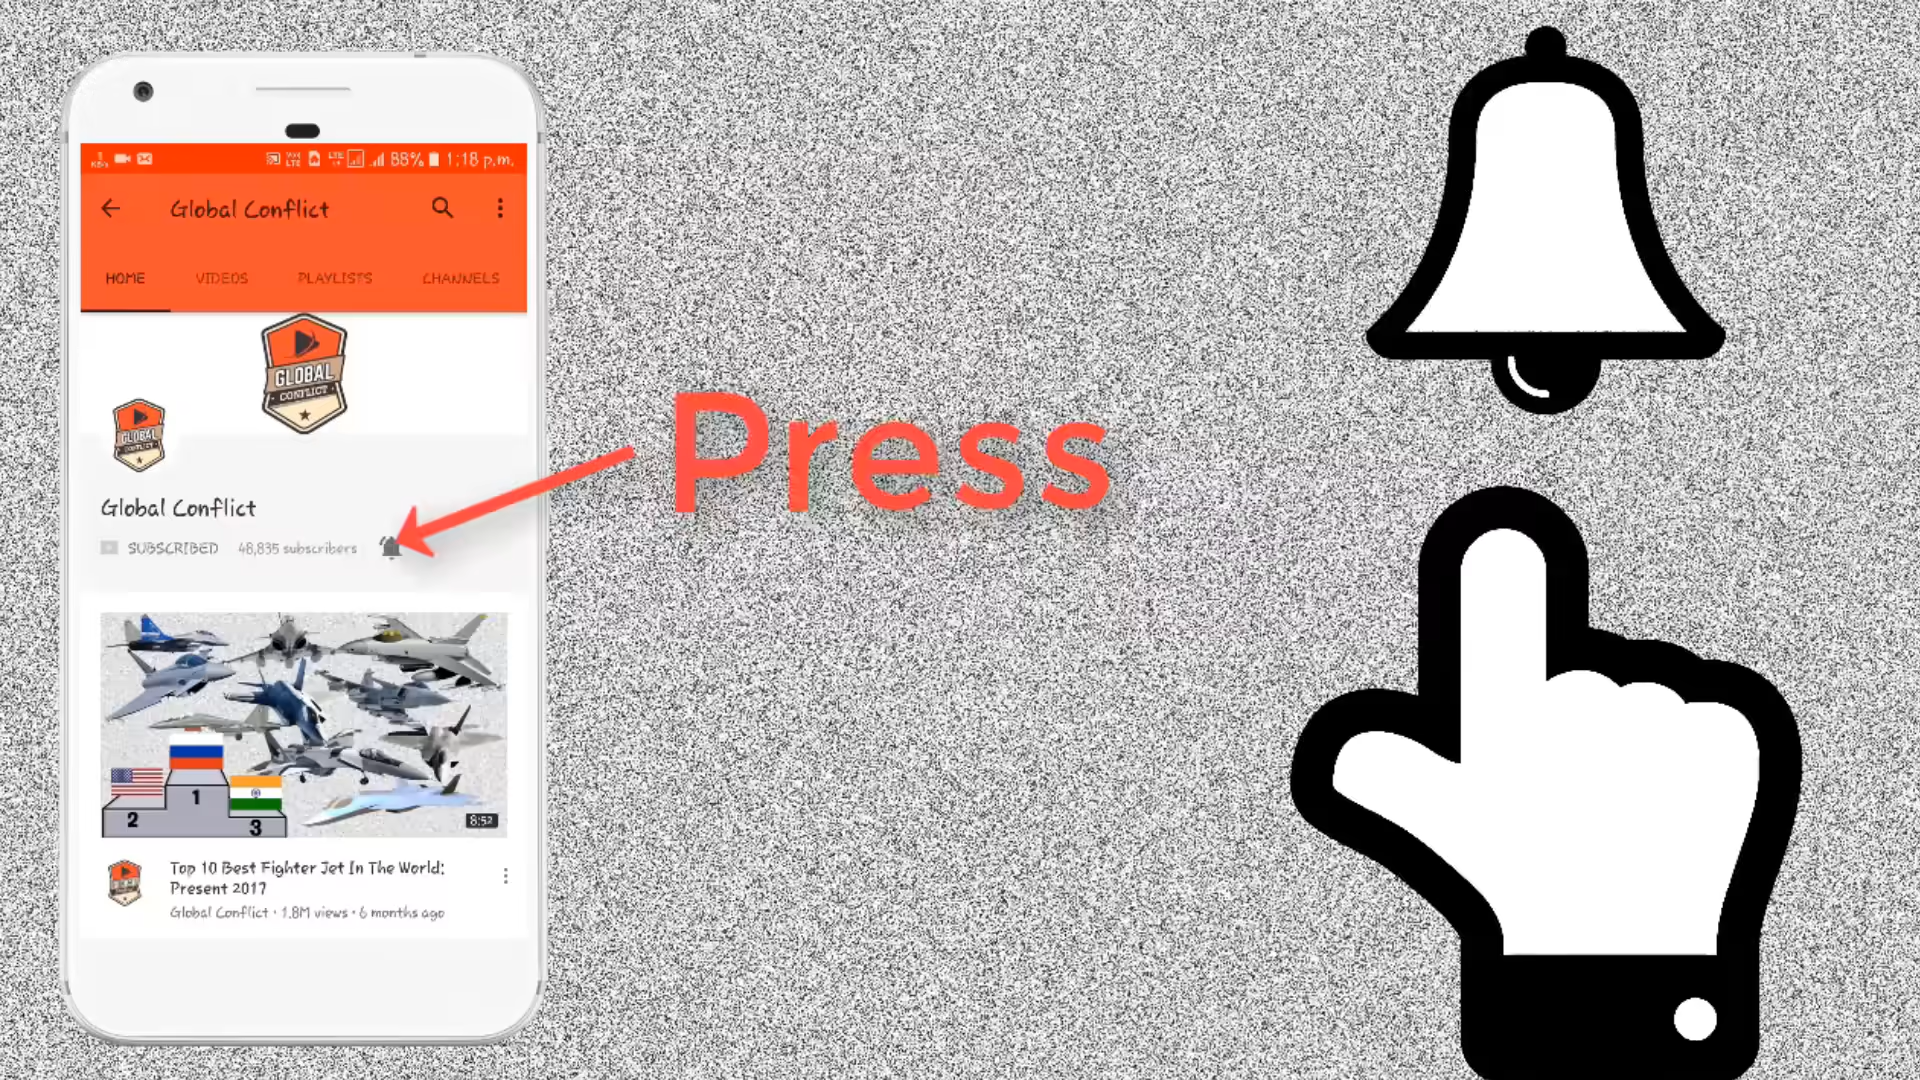 88% 1:18 p.m.
Global Conflict
HOME VIDEOS PLAYLISTS CHANNELS
GLOBAL
CONFLICT
GLOBAL
Press
Global Conflict
SUBSCRIBED 48,835 subscribers
1
2
3
8:52
Top 10 Best Fighter Jet In The World:
Present 2017
Global Conflict • 1.8M views • 6 months ago